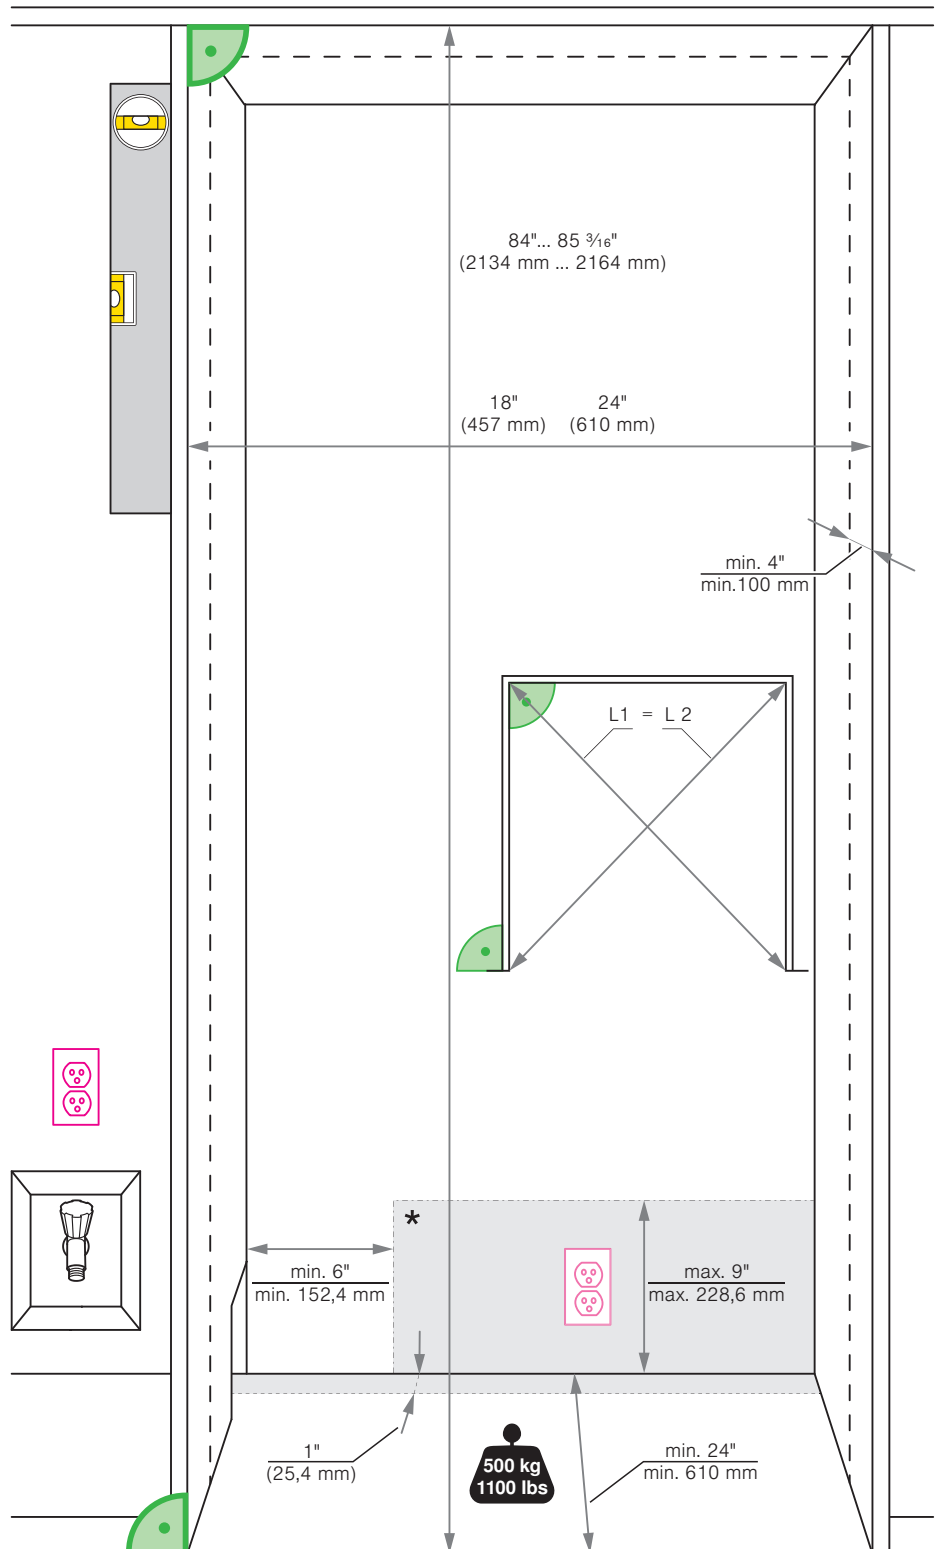 84"... 85 ³⁄₁₆"
(2134 mm ... 2164 mm)
18" 24"
(457 mm) (610 mm)
min. 4"
min.100 mm
L1 = L 2
*
min. 6"
min. 152,4 mm
max. 9"
max. 228,6 mm
1"
(25,4 mm)
500 kg
1100 lbs
min. 24"
min. 610 mm